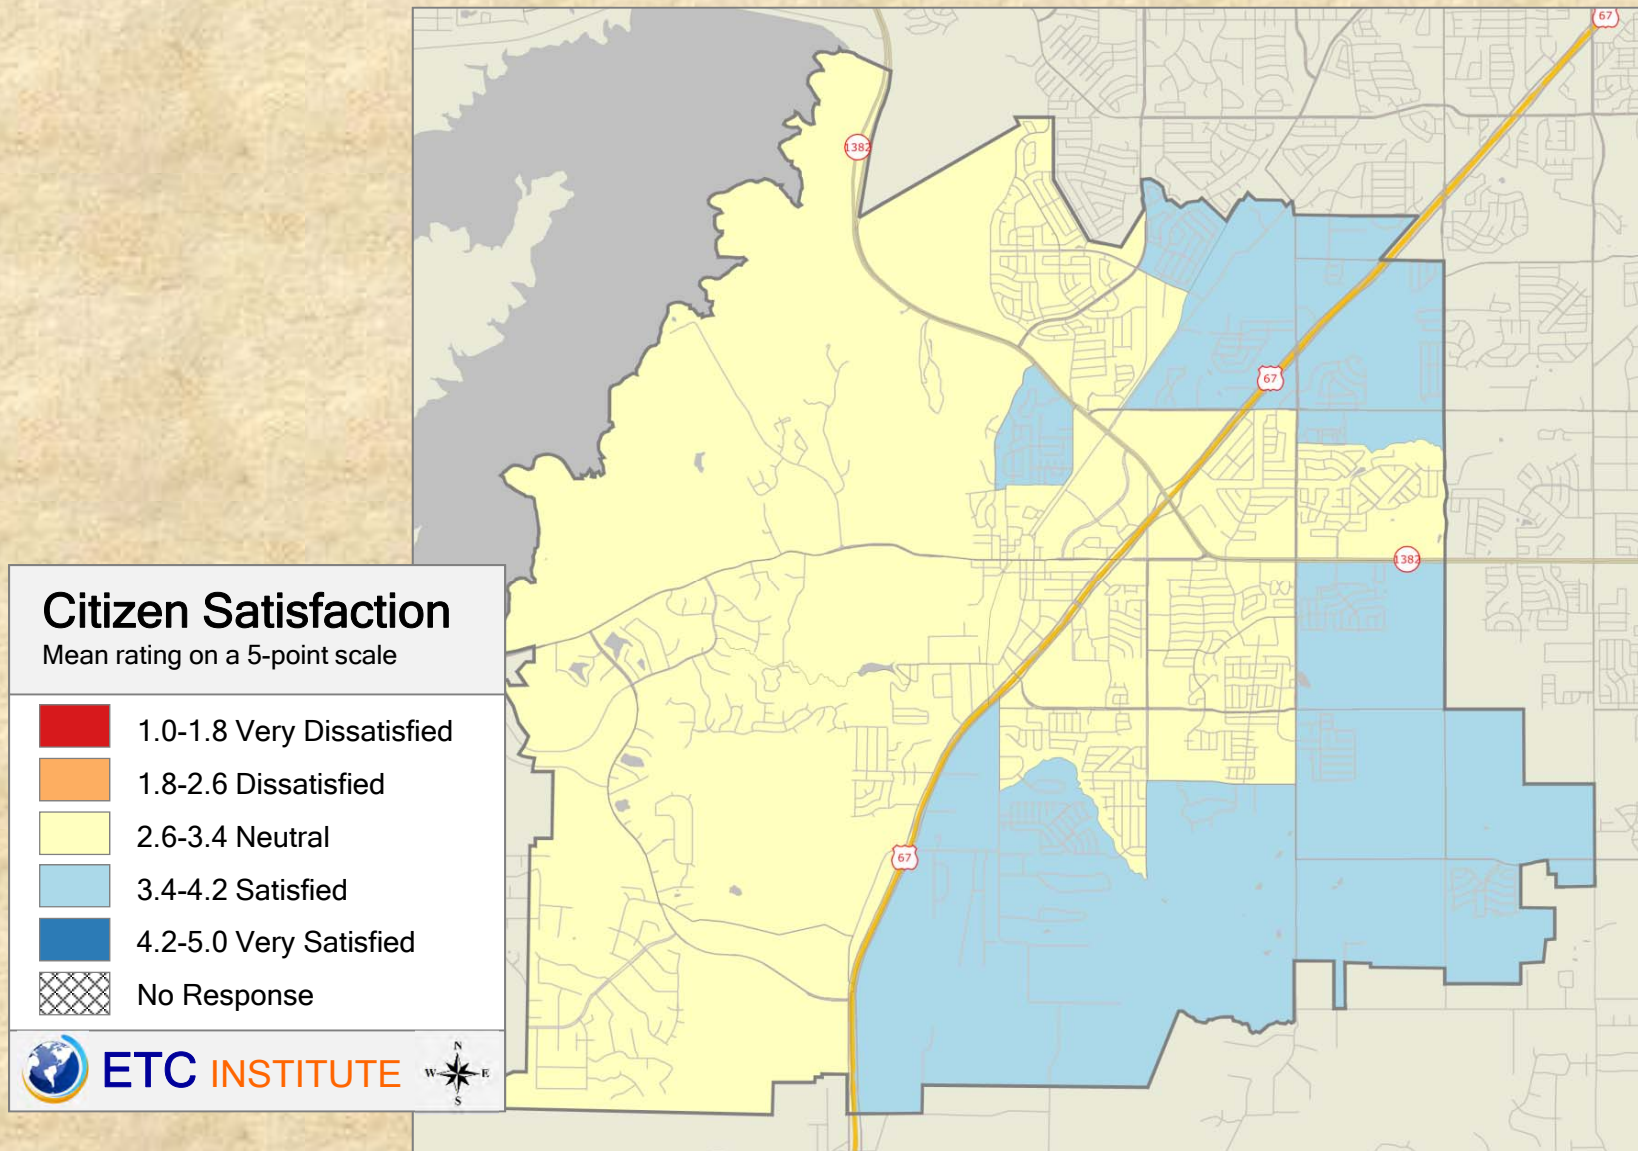 67
1382
67
1382
67
Citizen Satisfaction
Mean rating on a 5-point scale
1.0-1.8 Very Dissatisfied
1.8-2.6 Dissatisfied
2.6-3.4 Neutral
3.4-4.2 Satisfied
4.2-5.0 Very Satisfied
No Response
ETC INSTITUTE
N
W E
S